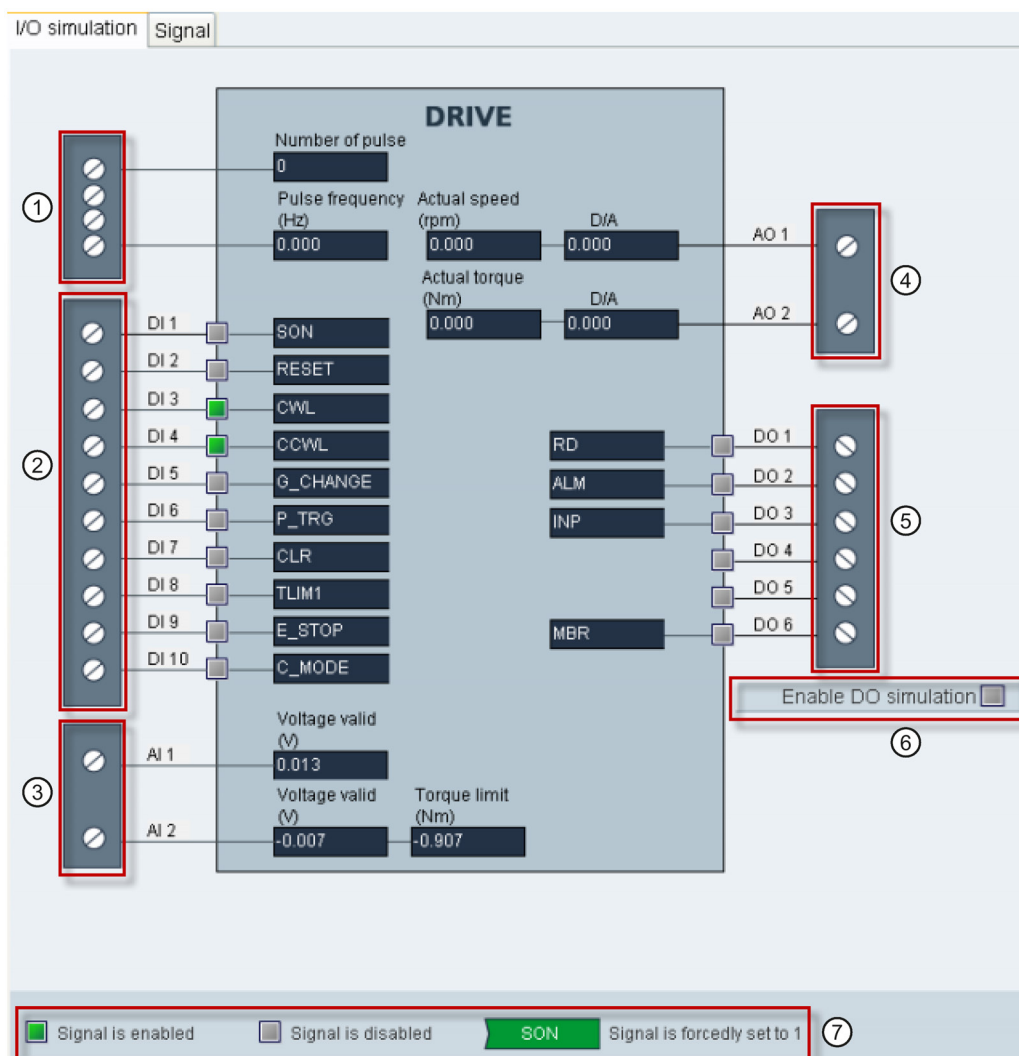 I/O simulation Signal
DRIVE
Number of pulse
0
Pulse frequency (Hz)
0.000
Actual speed (rpm)
0.000
D/A
0.000
AO 1
Actual torque (Nm)
0.000
D/A
0.000
AO 2
1
2
3
4
5
6
7
DI 1 SON
DI 2 RESET
DI 3 CWL
DI 4 CCWL
DI 5 G_CHANGE
DI 6 P_TRG
DI 7 CLR
DI 8 TLIM1
DI 9 E_STOP
DI 10 C_MODE
RD DO 1
ALM DO 2
INP DO 3
DO 4
DO 5
MBR DO 6
Enable DO simulation
Voltage valid (V)
AI 1 0.013
Voltage valid (V)
AI 2 -0.007
Torque limit (Nm)
-0.907
Signal is enabled Signal is disabled SON Signal is forcedly set to 1